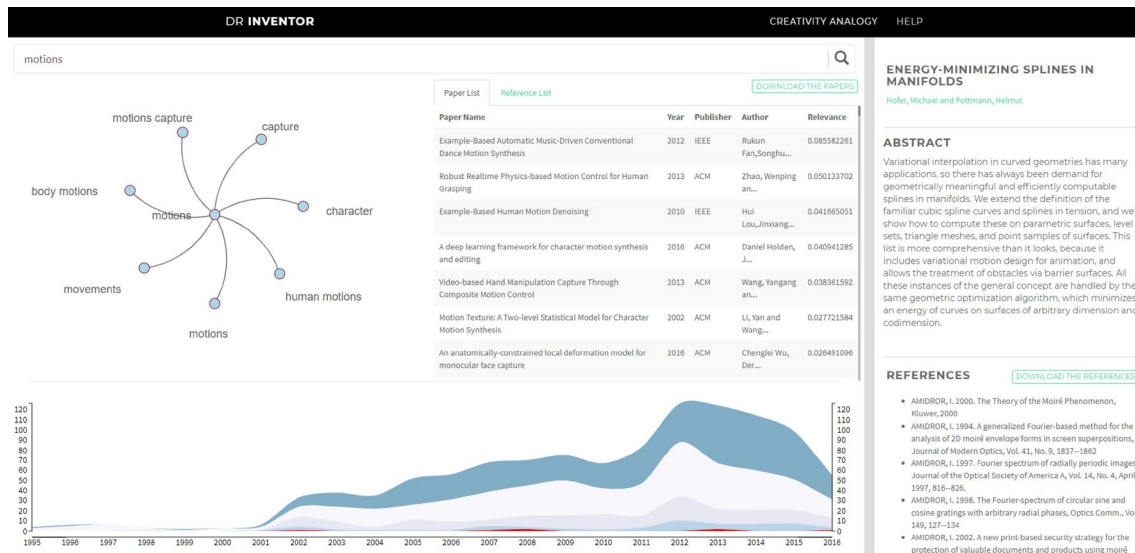 DR INVENTOR
CREATIVITY ANALOGY HELP
motions
motions capture
capture
body motions
motions
character
movements
human motions
motions
Paper List Reference List DOWNLOAD THE PAPERS
Paper Name Year Publisher Author Relevance
Example-Based Automatic Music-Driven Conventional 2012 IEEE Rukun 0.085582261
Dance Motion Synthesis Fan,Songhu...
Robust Realtime Physics-based Motion Control for Human 2013 ACM Zhao, Wenping 0.050133702
Grasping an...
Example-Based Human Motion Denoising 2010 IEEE Hui 0.041665051
Lou,Jinxiang...
A deep learning framework for character motion synthesis 2016 ACM Daniel Holden, 0.040941285
and editing J...
Video-based Hand Manipulation Capture Through 2013 ACM Wang, Yangang 0.038361592
Composite Motion Control an...
Motion Texture: A Two-level Statistical Model for Character 2002 ACM Li, Yan and 0.027721584
Motion Synthesis Wang...
An anatomically-constrained local deformation model for 2016 ACM Chenglei Wu, 0.026491096
monocular face capture Der...
120 120
110 110
100 100
90 90
80 80
70 70
60 60
50 50
40 40
30 30
20 20
10 10
0 0
1995 1996 1997 1998 1999 2000 2001 2002 2003 2004 2005 2006 2007 2008 2009 2010 2011 2012 2013 2014 2015 2016
ENERGY-MINIMIZING SPLINES IN
MANIFOLDS
Hofer, Michael and Pottmann, Helmut
ABSTRACT
Variational interpolation in curved geometries has many
applications, so there has always been demand for
geometrically meaningful and efficiently computable
splines in manifolds. We extend the definition of the
familiar cubic spline curves and splines in tension, and we
show how to compute these on parametric surfaces, level
sets, triangle meshes, and point samples of surfaces. This
list is more comprehensive than it looks, because it
includes variational motion design for animation, and
allows the treatment of obstacles via barrier surfaces. All
these instances of the general concept are handled by the
same geometric optimization algorithm, which minimizes
an energy of curves on surfaces of arbitrary dimension and
codimension.
REFERENCES DOWNLOAD THE REFERENCES
• AMIDROR, I. 2000. The Theory of the Moiré Phenomenon,
Kluwer, 2000
• AMIDROR, I. 1994. A generalized Fourier-based method for the
analysis of 2D moiré envelope forms in screen superpositions,
Journal of Modern Optics, Vol. 41, No. 9, 1837--1862
• AMIDROR, I. 1997. Fourier spectrum of radially periodic images,
Journal of the Optical Society of America A, Vol. 14, No. 4, April
1997, 816--826.
• AMIDROR, I. 1998. The Fourier-spectrum of circular sine and
cosine gratings with arbitrary radial phases, Optics Comm., Vol
149, 127--134
• AMIDROR, I. 2002. A new print-based security strategy for the
protection of valuable documents and products using moiré